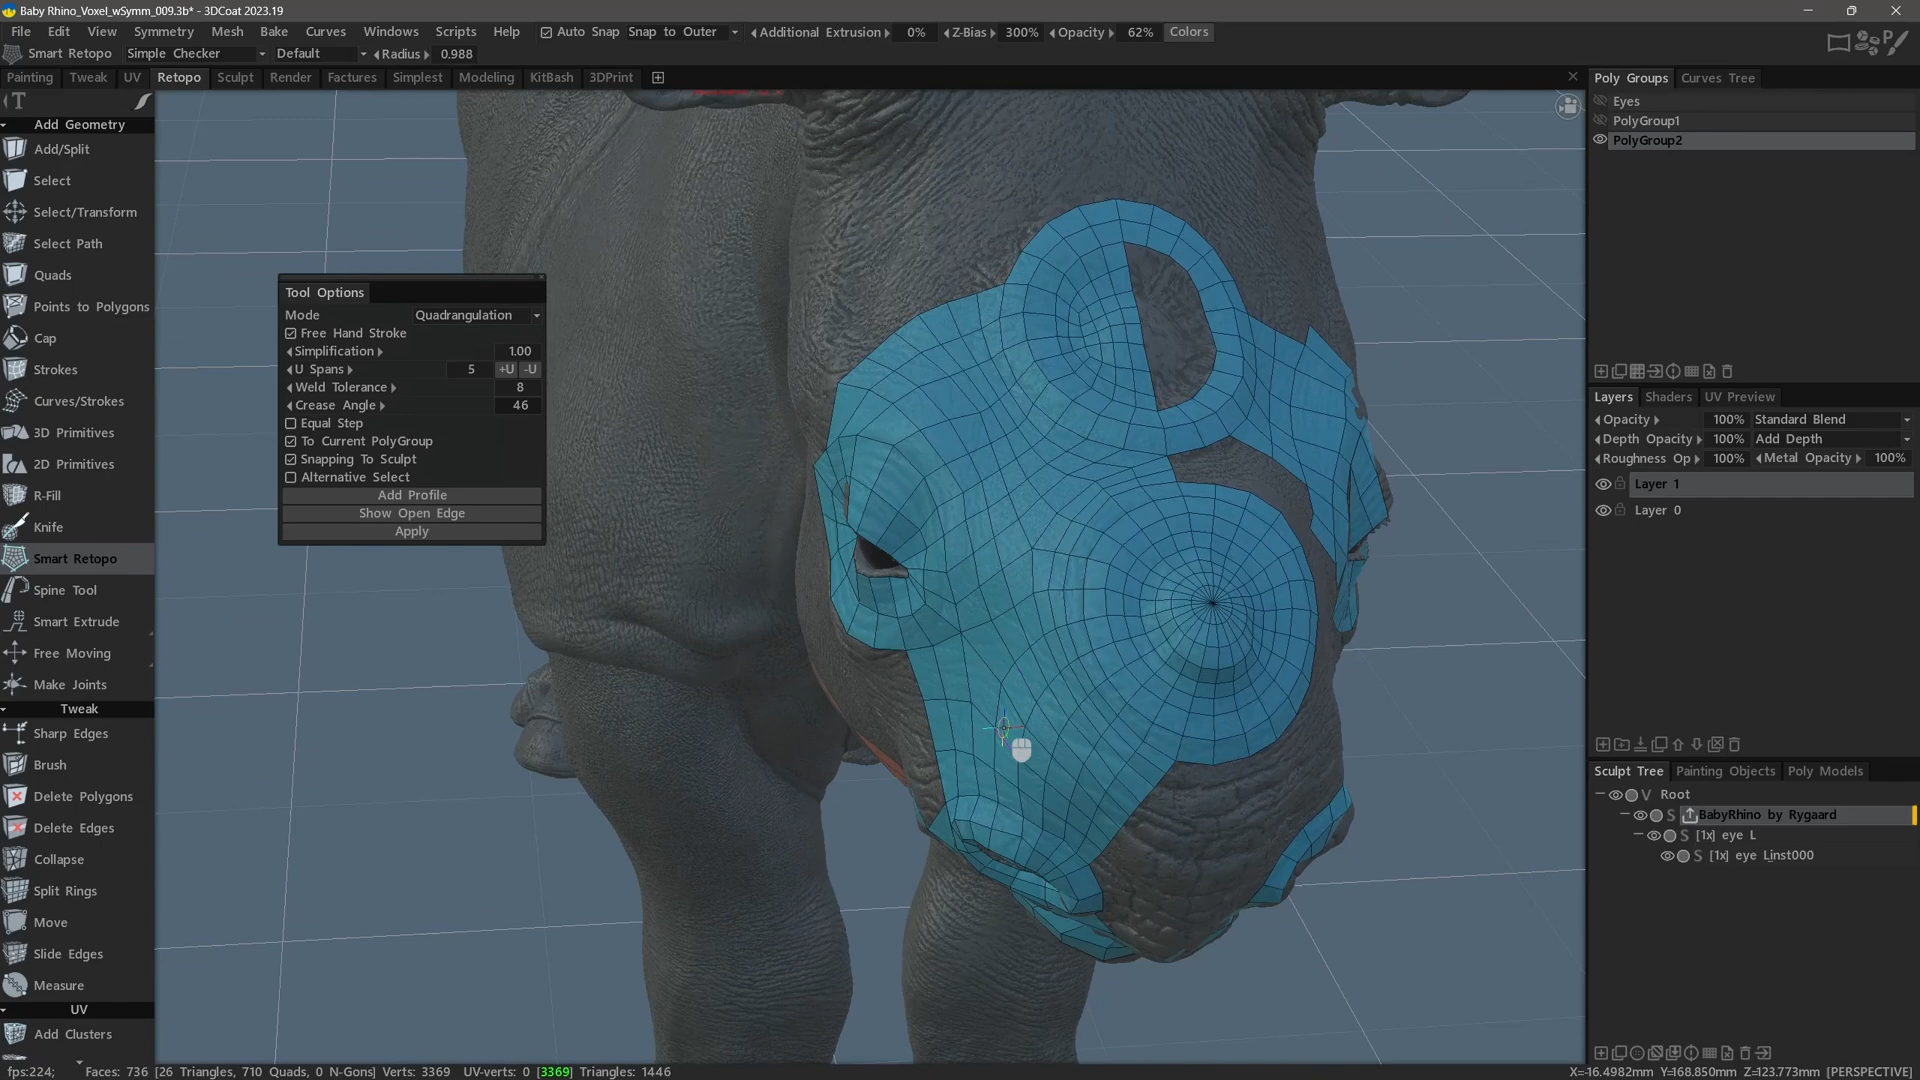 Baby Rhino_Voxel_wSymm_009.3b* - 3DCoat 2023.19
File Edit View Symmetry Mesh Bake Curves Windows Scripts Help Auto Snap Snap to Outer Additional Extrusion 0% Z-Bias 300% Opacity 62% Colors
Smart Retopo Simple Checker Default Radius 0.988
Painting Tweak UV Retopo Sculpt Render Factures Simplest Modeling KitBash 3DPrint
T
Add Geometry
Add/Split
Select
Select/Transform
Select Path
Quads
Points to Polygons
Cap
Strokes
Curves/Strokes
3D Primitives
2D Primitives
R-Fill
Knife
Smart Retopo
Spine Tool
Smart Extrude
Free Moving
Make Joints
Tweak
Sharp Edges
Brush
Delete Polygons
Delete Edges
Collapse
Split Rings
Move
Slide Edges
Measure
UV
Add Clusters
Tool Options
Mode Quadrangulation
Free Hand Stroke
Simplification 1.00
U Spans 5 +U -U
Weld Tolerance 8
Crease Angle 46
Equal Step
To Current PolyGroup
Snapping To Sculpt
Alternative Select
Add Profile
Show Open Edge
Apply
Poly Groups Curves Tree
Eyes
PolyGroup1
PolyGroup2
Layers Shaders UV Preview
Opacity 100% Standard Blend
Depth Opacity 100% Add Depth
Roughness Op 100% Metal Opacity 100%
Layer 1
Layer 0
Sculpt Tree Painting Objects Poly Models
V Root
S BabyRhino by Rygaard
S [1x] eye L
S [1x] eye L_inst000
fps:224; Faces: 736 [26 Triangles, 710 Quads, 0 N-Gons] Verts: 3369 UV-verts: 0 [3369] Triangles: 1446
X=-16.4982mm Y=168.850mm Z=123.773mm [PERSPECTIVE]